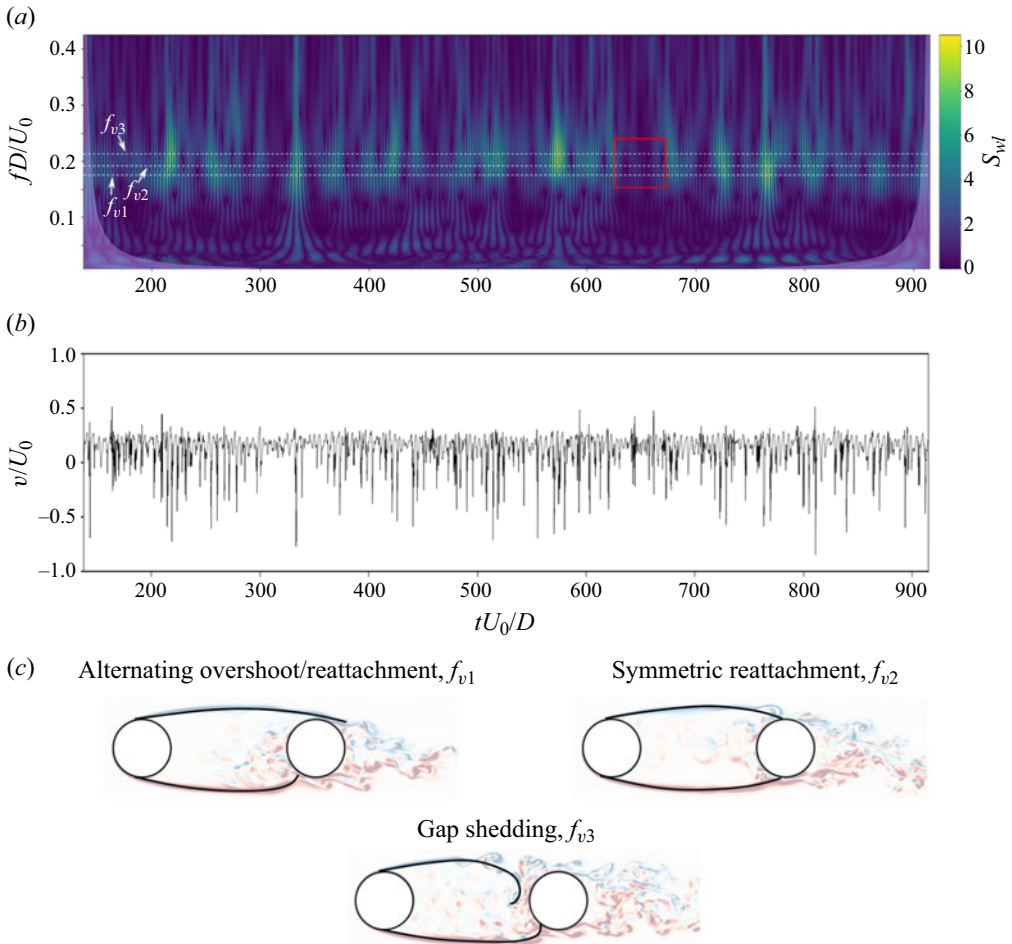 (a)
0.4
0.3
0.2
0.1
fD/U0
fv3
fv2
fv1
200 300 400 500 600 700 800 900
10
8
6
4
2
0
Swl
(b)
1.0
0.5
0
–0.5
–1.0
v/U0
200 300 400 500 600 700 800 900
tU0/D
(c)
Alternating overshoot/reattachment, fv1 Symmetric reattachment, fv2
Gap shedding, fv3